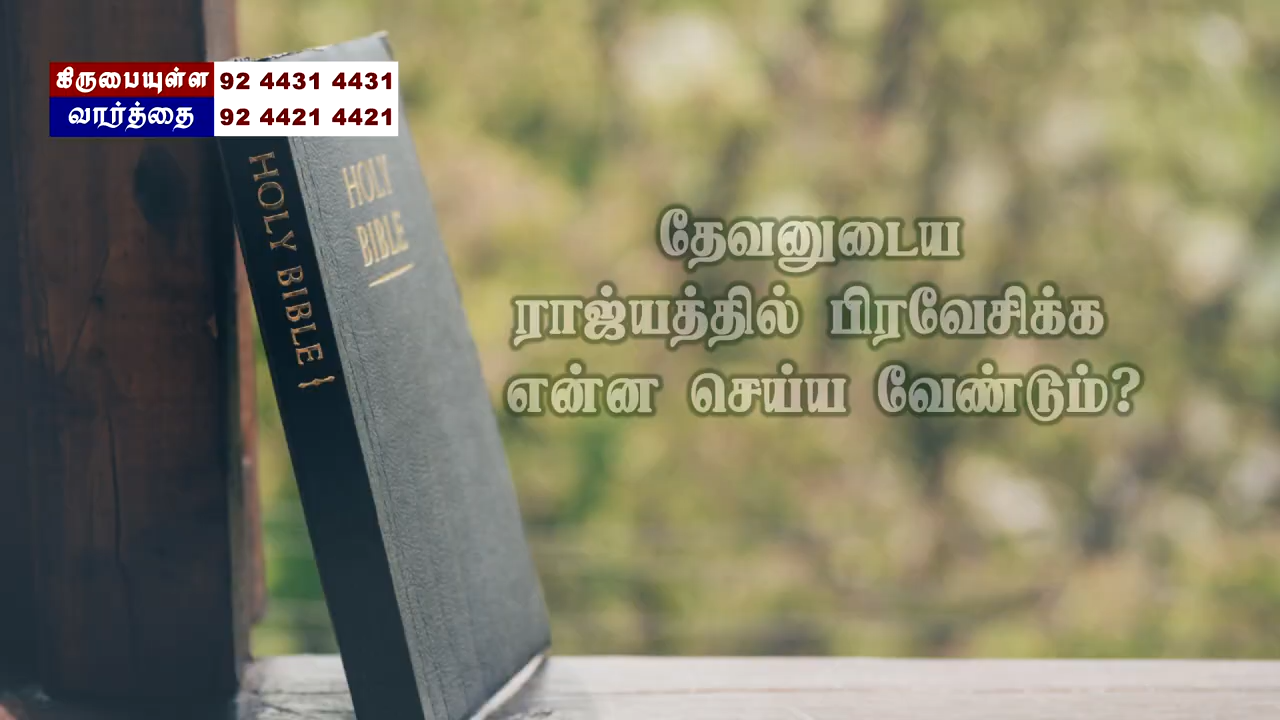 கிருபையுள்ள
வார்த்தை
92 4431 4431
92 4421 4421
HOLY BIBLE
HOLY
BIBLE
தேவனுடைய
ராஜ்யத்தில் பிரவேசிக்க
என்ன செய்ய வேண்டும்?